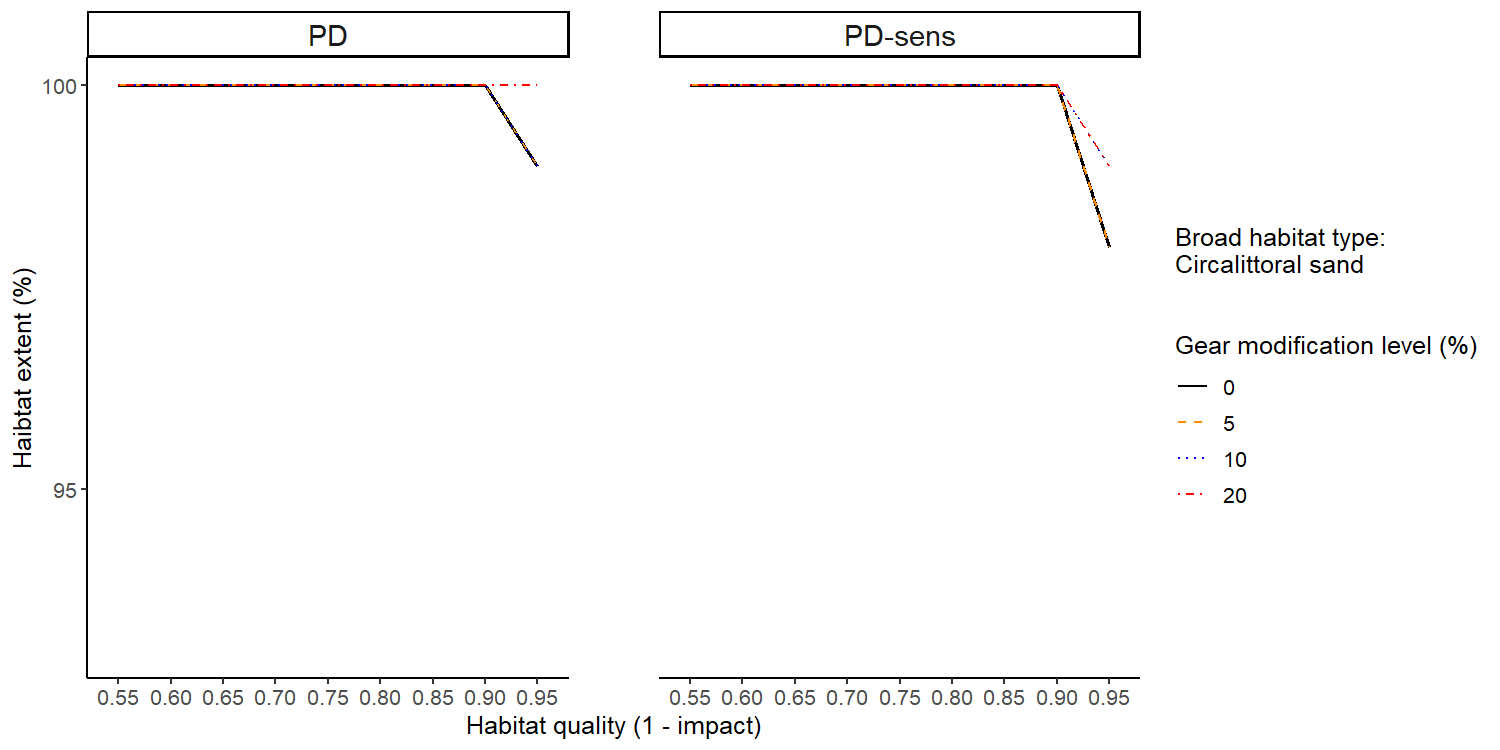 PD
PD-sens
100
95
Haibtat extent (%)
0.55 0.60 0.65 0.70 0.75 0.80 0.85 0.90 0.95
0.55 0.60 0.65 0.70 0.75 0.80 0.85 0.90 0.95
Habitat quality (1 - impact)
Broad habitat type:
Circalittoral sand
Gear modification level (%)
0
5
10
20